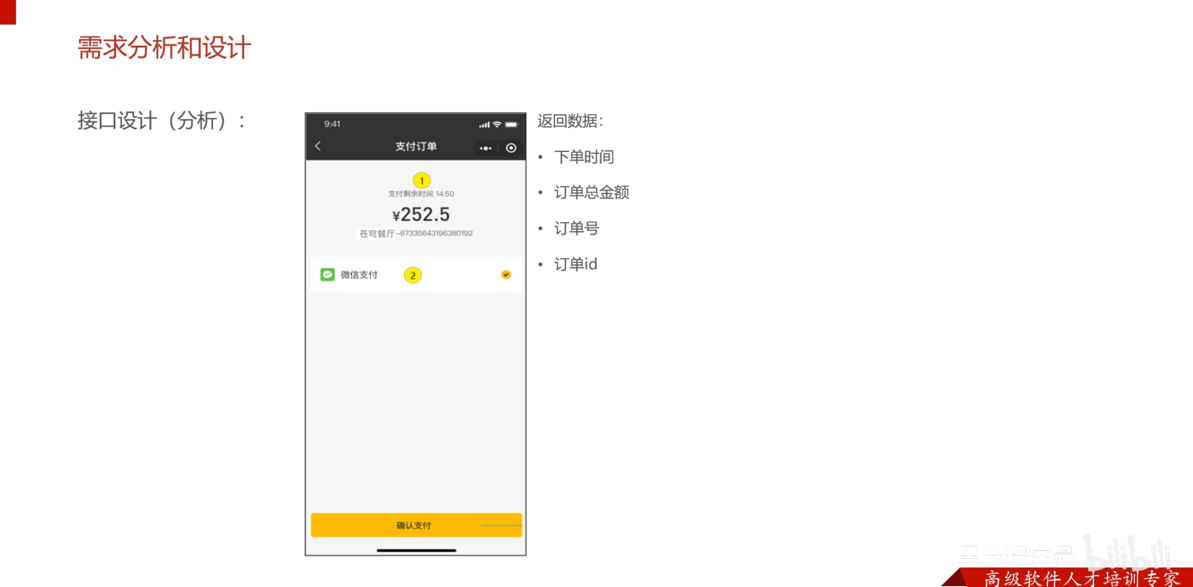 需求分析和设计
接口设计（分析）：
9:41
支付订单
1
支付剩余时间 14:50
¥252.5
苍穹餐厅-67335643196380192
微信支付
2
确认支付
返回数据：
• 下单时间
• 订单总金额
• 订单号
• 订单id
bilibili
高级软件人才培训专家